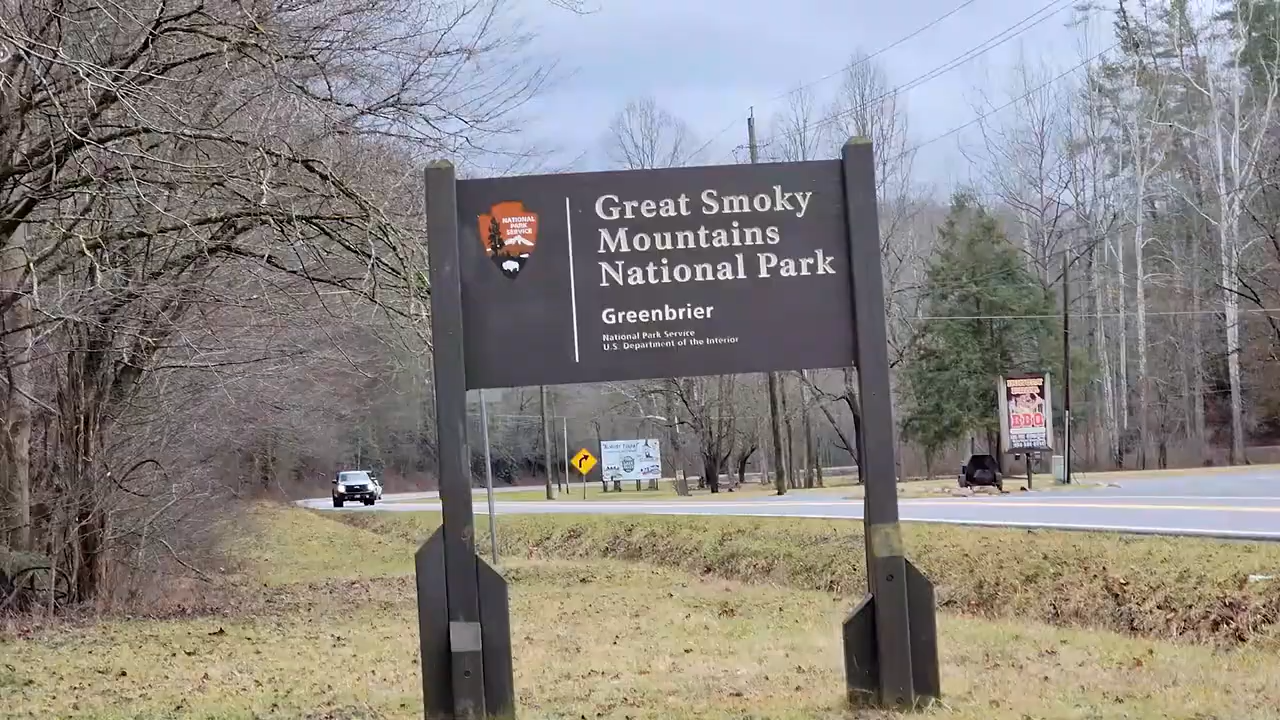 NATIONAL
PARK
SERVICE
Great Smoky
Mountains
National Park
Greenbrier
National Park Service
U.S. Department of the Interior
BBQ